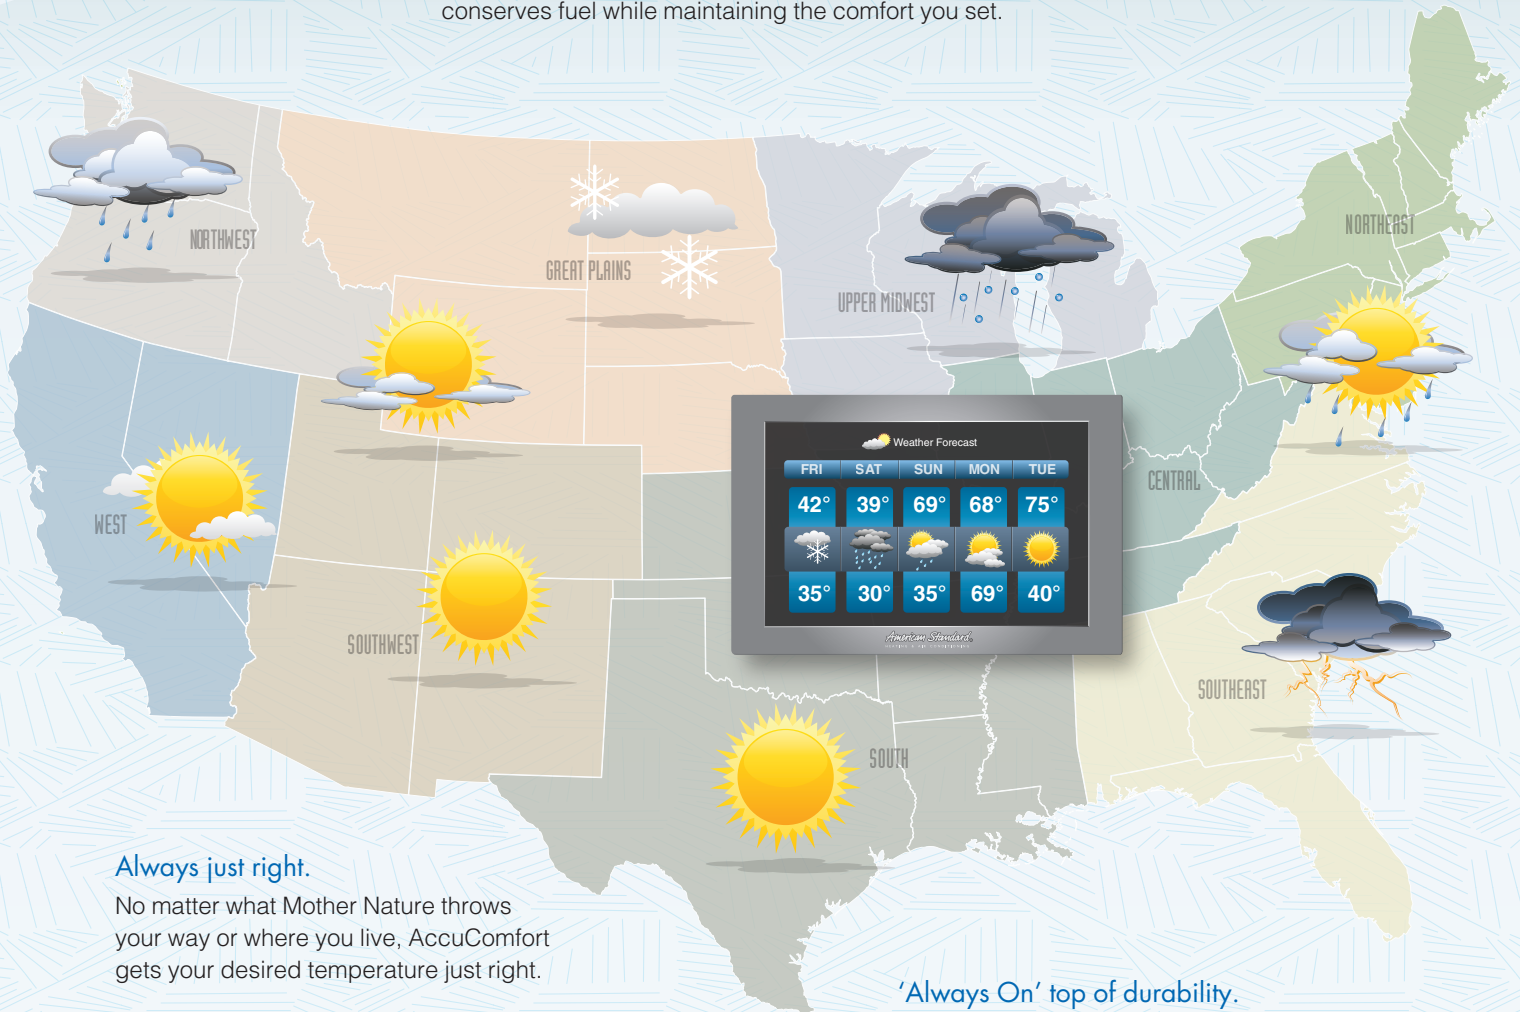 conserves fuel while maintaining the comfort you set.
NORTHWEST
GREAT PLAINS
UPPER MIDWEST
NORTHEAST
WEST
SOUTHWEST
SOUTH
CENTRAL
SOUTHEAST
Weather Forecast
FRI SAT SUN MON TUE
42° 39° 69° 68° 75°
35° 30° 35° 69° 40°
American Standard
HEATING & AIR CONDITIONING
Always just right.
No matter what Mother Nature throws
your way or where you live, AccuComfort
gets your desired temperature just right.
‘Always On’ top of durability.